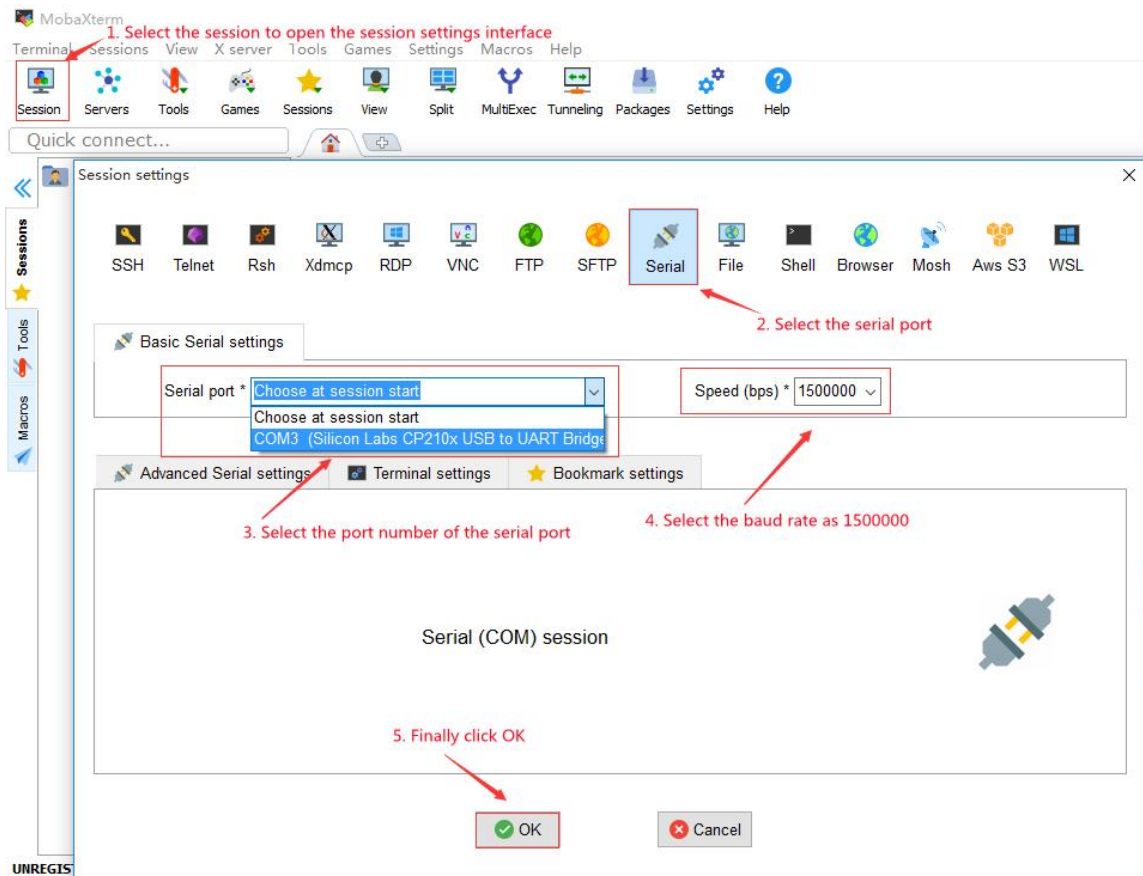 MobaXterm
1. Select the session to open the session settings interface
Terminal Sessions View X server Tools Games Settings Macros Help
Session Servers Tools Games Sessions View Split MultiExec Tunneling Packages Settings Help
Quick connect...
Session settings
Sessions
Tools
Macros
SSH Telnet Rsh Xdmcp RDP VNC FTP SFTP Serial File Shell Browser Mosh Aws S3 WSL
2. Select the serial port
Basic Serial settings
Serial port * Choose at session start Speed (bps) * 1500000
Choose at session start
COM3 (Silicon Labs CP210x USB to UART Bridge
Advanced Serial settings Terminal settings Bookmark settings
3. Select the port number of the serial port
4. Select the baud rate as 1500000
Serial (COM) session
5. Finally click OK
OK Cancel
UNREGIS